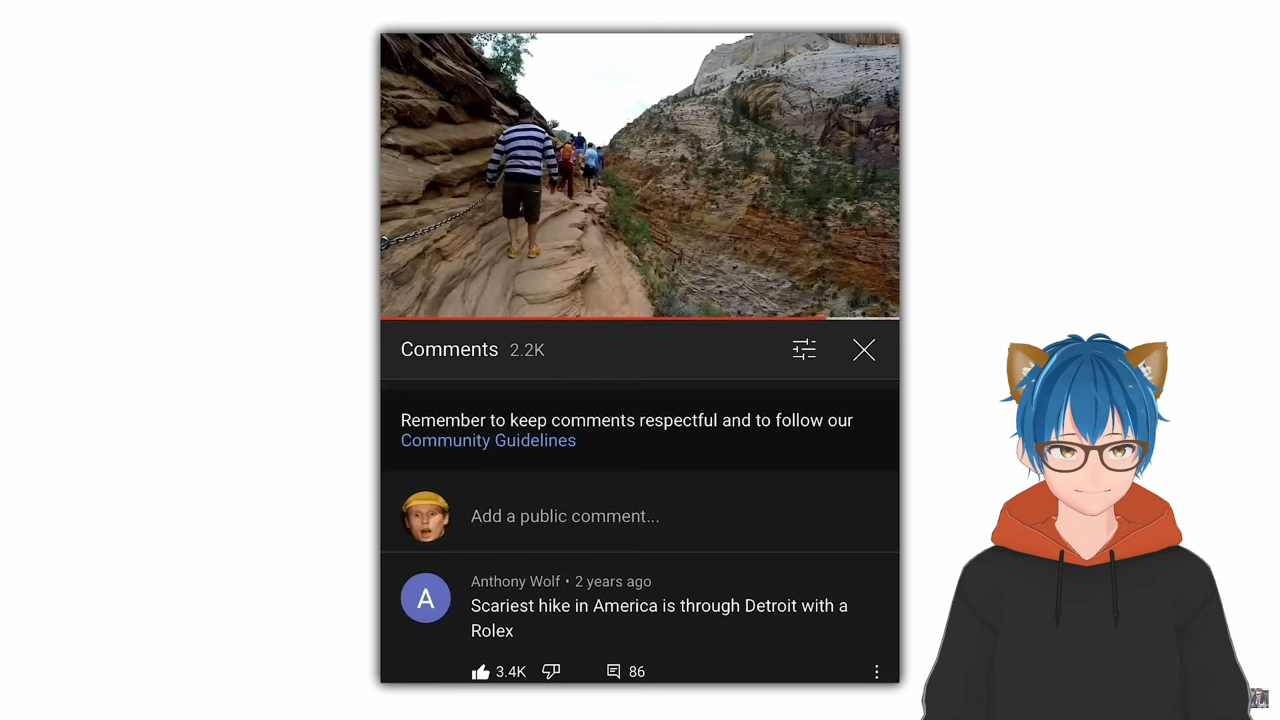 Comments 2.2K
Remember to keep comments respectful and to follow our
Community Guidelines
Add a public comment...
A
Anthony Wolf • 2 years ago
Scariest hike in America is through Detroit with a
Rolex
3.4K 86